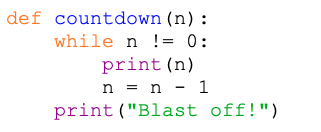 def countdown(n):
    while n != 0:
        print(n)
        n = n - 1
    print("Blast off!")